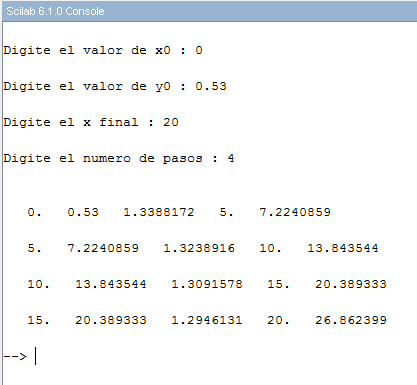 Scilab 6.1.0 Console
Digite el valor de x0 : 0
Digite el valor de y0 : 0.53
Digite el x final : 20
Digite el numero de pasos : 4
0. 0.53 1.3388172 5. 7.2240859
5. 7.2240859 1.3238916 10. 13.843544
10. 13.843544 1.3091578 15. 20.389333
15. 20.389333 1.2946131 20. 26.862399
-->